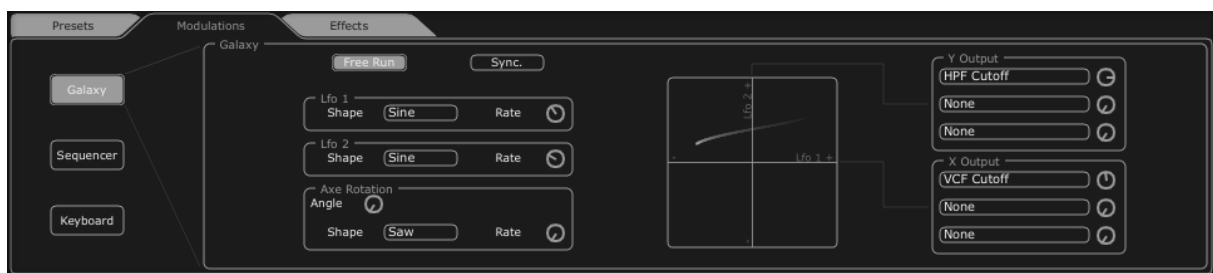 Presets Modulations Effects
Galaxy
Sequencer
Keyboard
Galaxy
Free Run Sync.
Lfo 1
Shape Sine Rate
Lfo 2
Shape Sine Rate
Axe Rotation
Angle
Shape Saw Rate
Lfo 2 +
- Lfo 1 +
-
Y Output
HPF Cutoff
None
None
X Output
VCF Cutoff
None
None